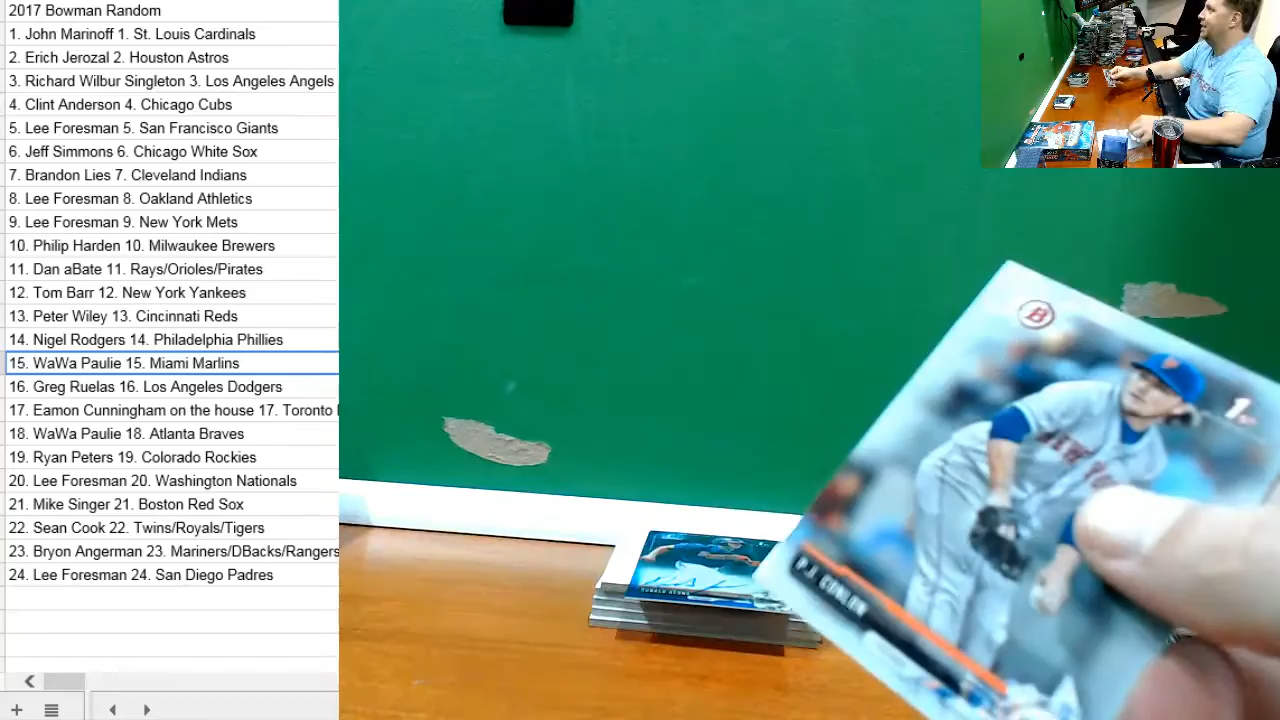 2017 Bowman Random
1. John Marinoff 1. St. Louis Cardinals
2. Erich Jerozal 2. Houston Astros
3. Richard Wilbur Singleton 3. Los Angeles Angels
4. Clint Anderson 4. Chicago Cubs
5. Lee Foresman 5. San Francisco Giants
6. Jeff Simmons 6. Chicago White Sox
7. Brandon Lies 7. Cleveland Indians
8. Lee Foresman 8. Oakland Athletics
9. Lee Foresman 9. New York Mets
10. Philip Harden 10. Milwaukee Brewers
11. Dan aBate 11. Rays/Orioles/Pirates
12. Tom Barr 12. New York Yankees
13. Peter Wiley 13. Cincinnati Reds
14. Nigel Rodgers 14. Philadelphia Phillies
15. WaWa Paulie 15. Miami Marlins
16. Greg Ruelas 16. Los Angeles Dodgers
17. Eamon Cunningham on the house 17. Toronto
18. WaWa Paulie 18. Atlanta Braves
19. Ryan Peters 19. Colorado Rockies
20. Lee Foresman 20. Washington Nationals
21. Mike Singer 21. Boston Red Sox
22. Sean Cook 22. Twins/Royals/Tigers
23. Bryon Angerman 23. Mariners/DBacks/Rangers
24. Lee Foresman 24. San Diego Padres
B
1
NEW
P.J. CONLON
RONALD ACUNA